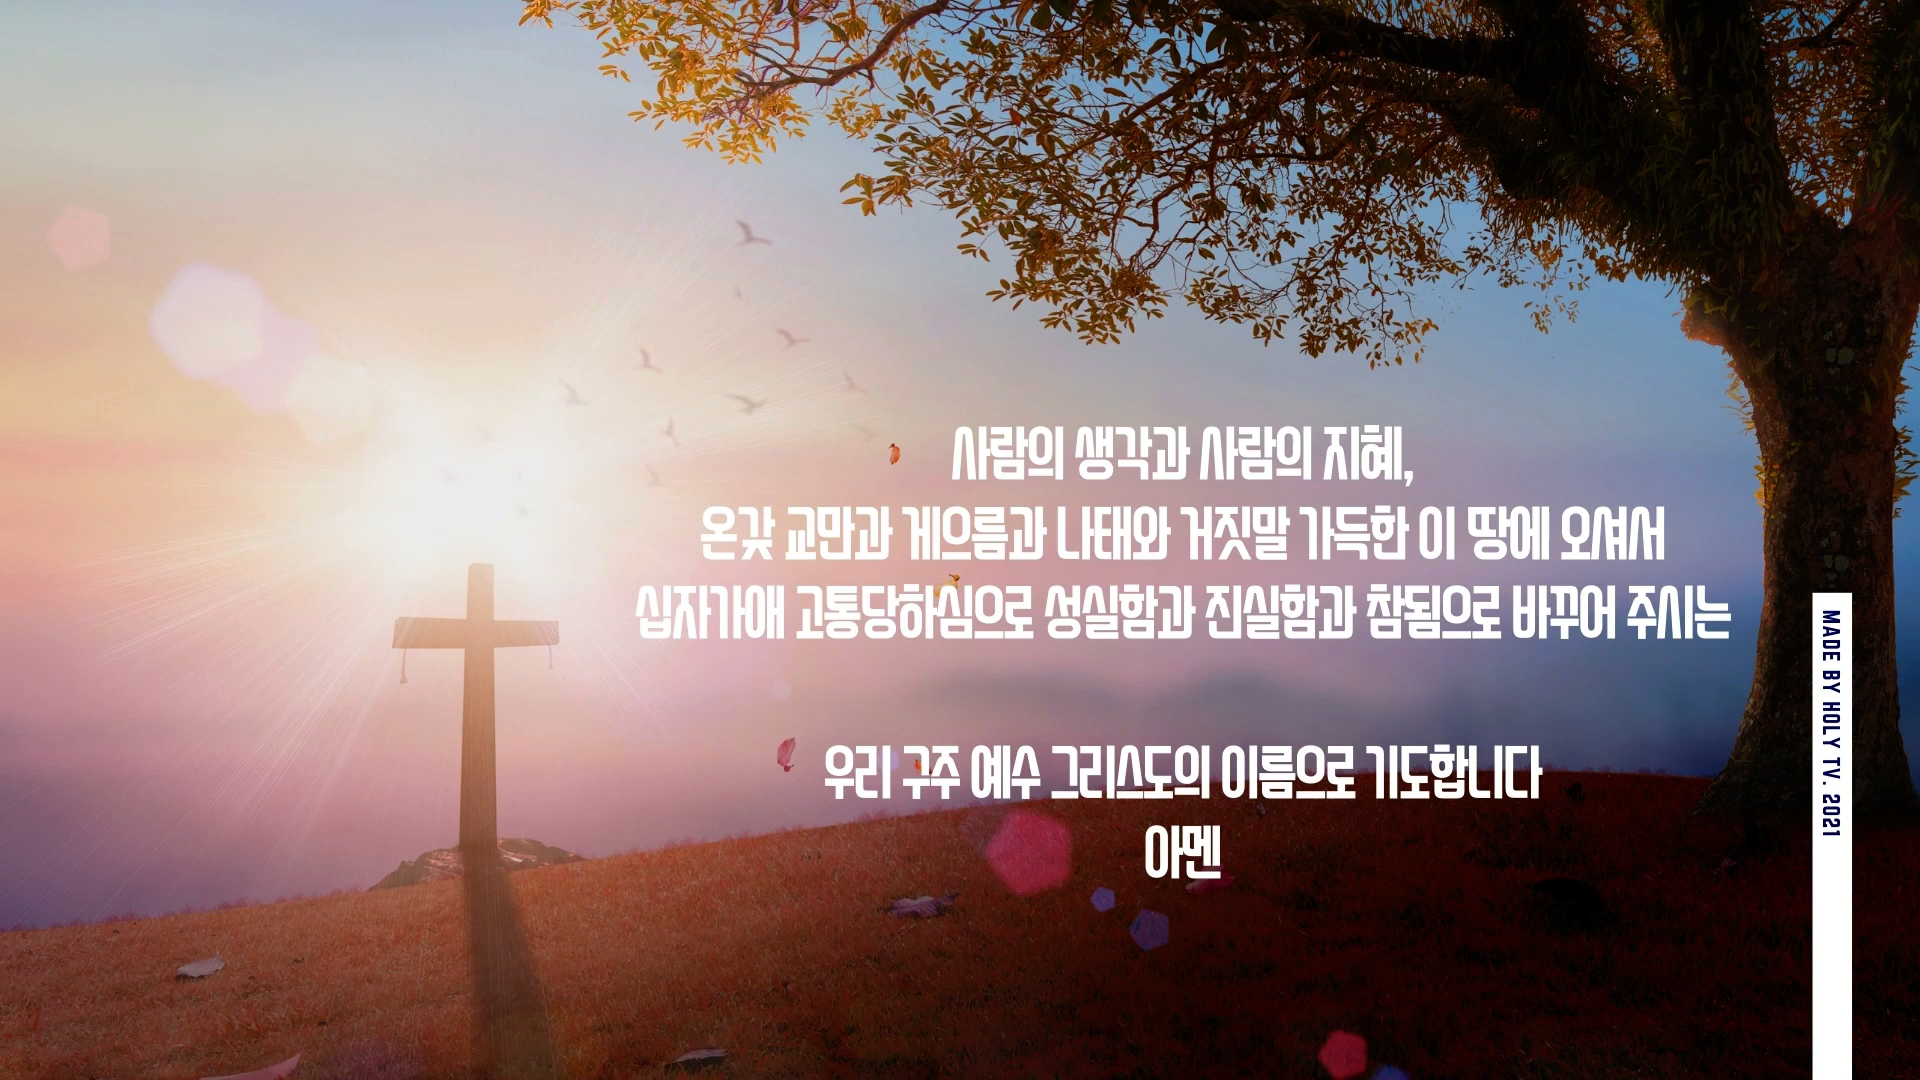 사람의 생각과 사람의 지혜,
온갖 교만과 게으름과 나태와 거짓말 가득한 이 땅에 오셔서
십자가애 고통당하심으로 성실함과 진실함과 참됨으로 바꾸어 주시는
우리 구주 예수 그리스도의 이름으로 기도합니다
아멘
MADE BY HOLY TV. 2021